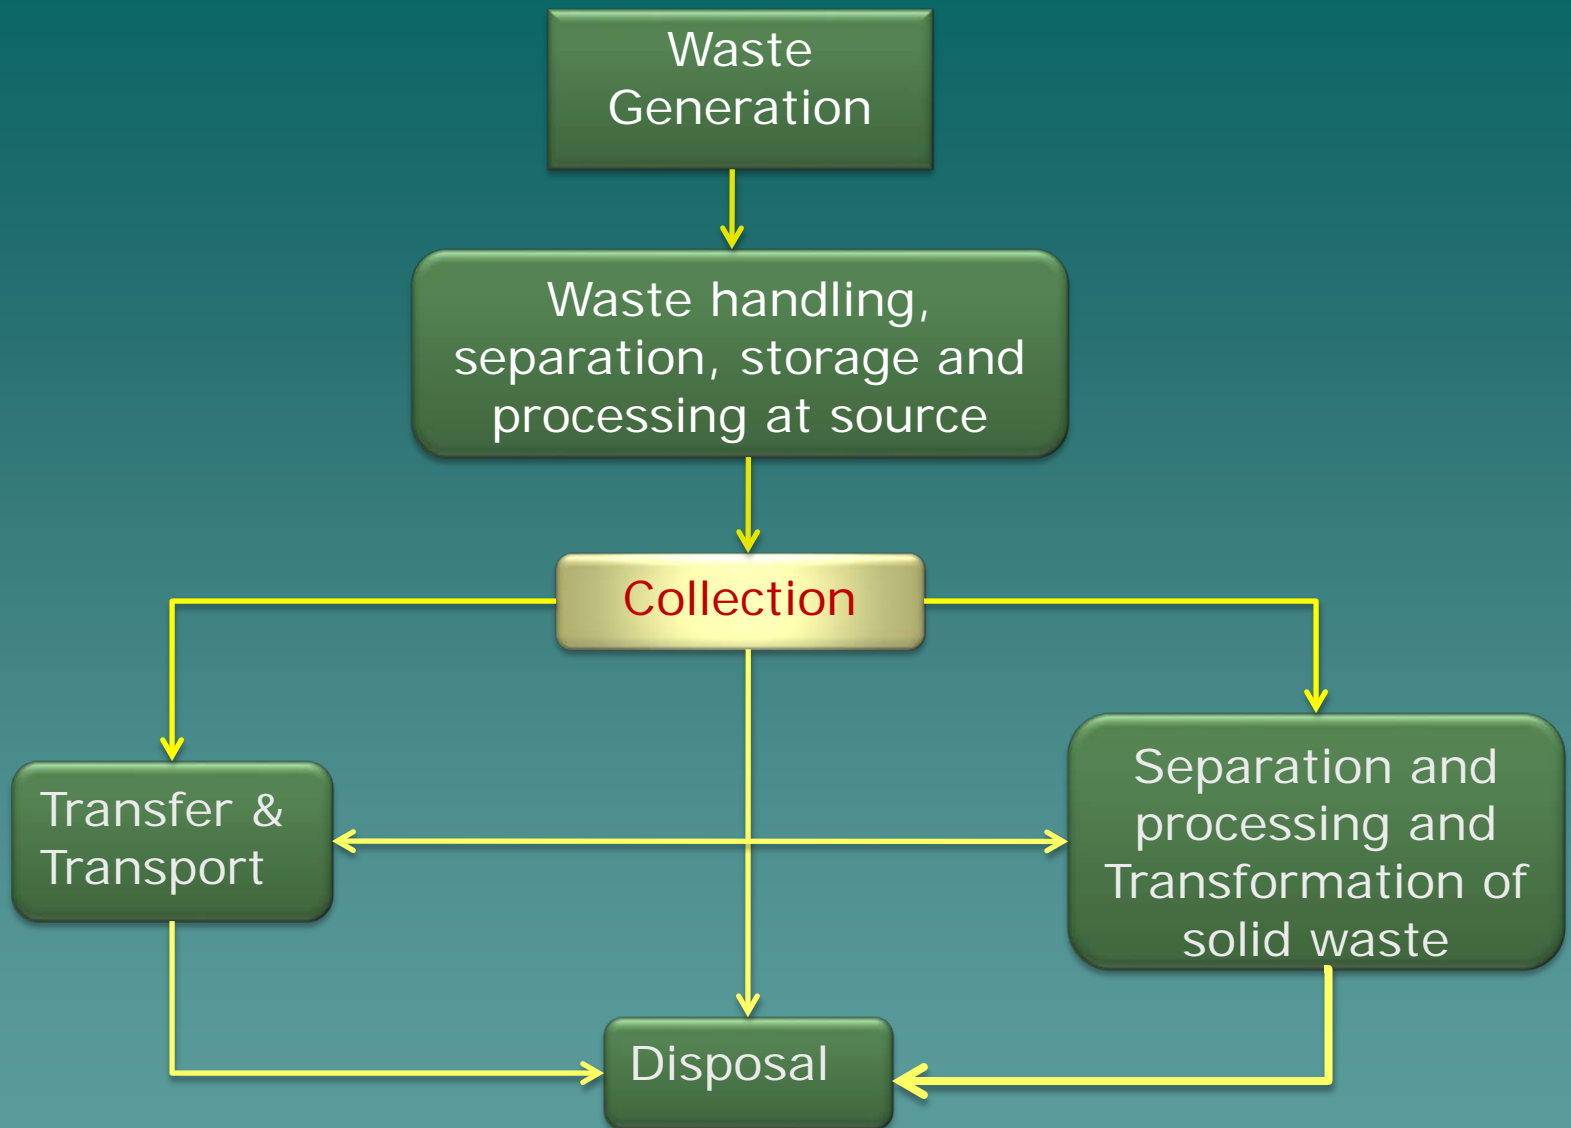 Waste
Generation
Waste handling,
separation, storage and
processing at source
Collection
Transfer &
Transport
Separation and
processing and
Transformation of
solid waste
Disposal